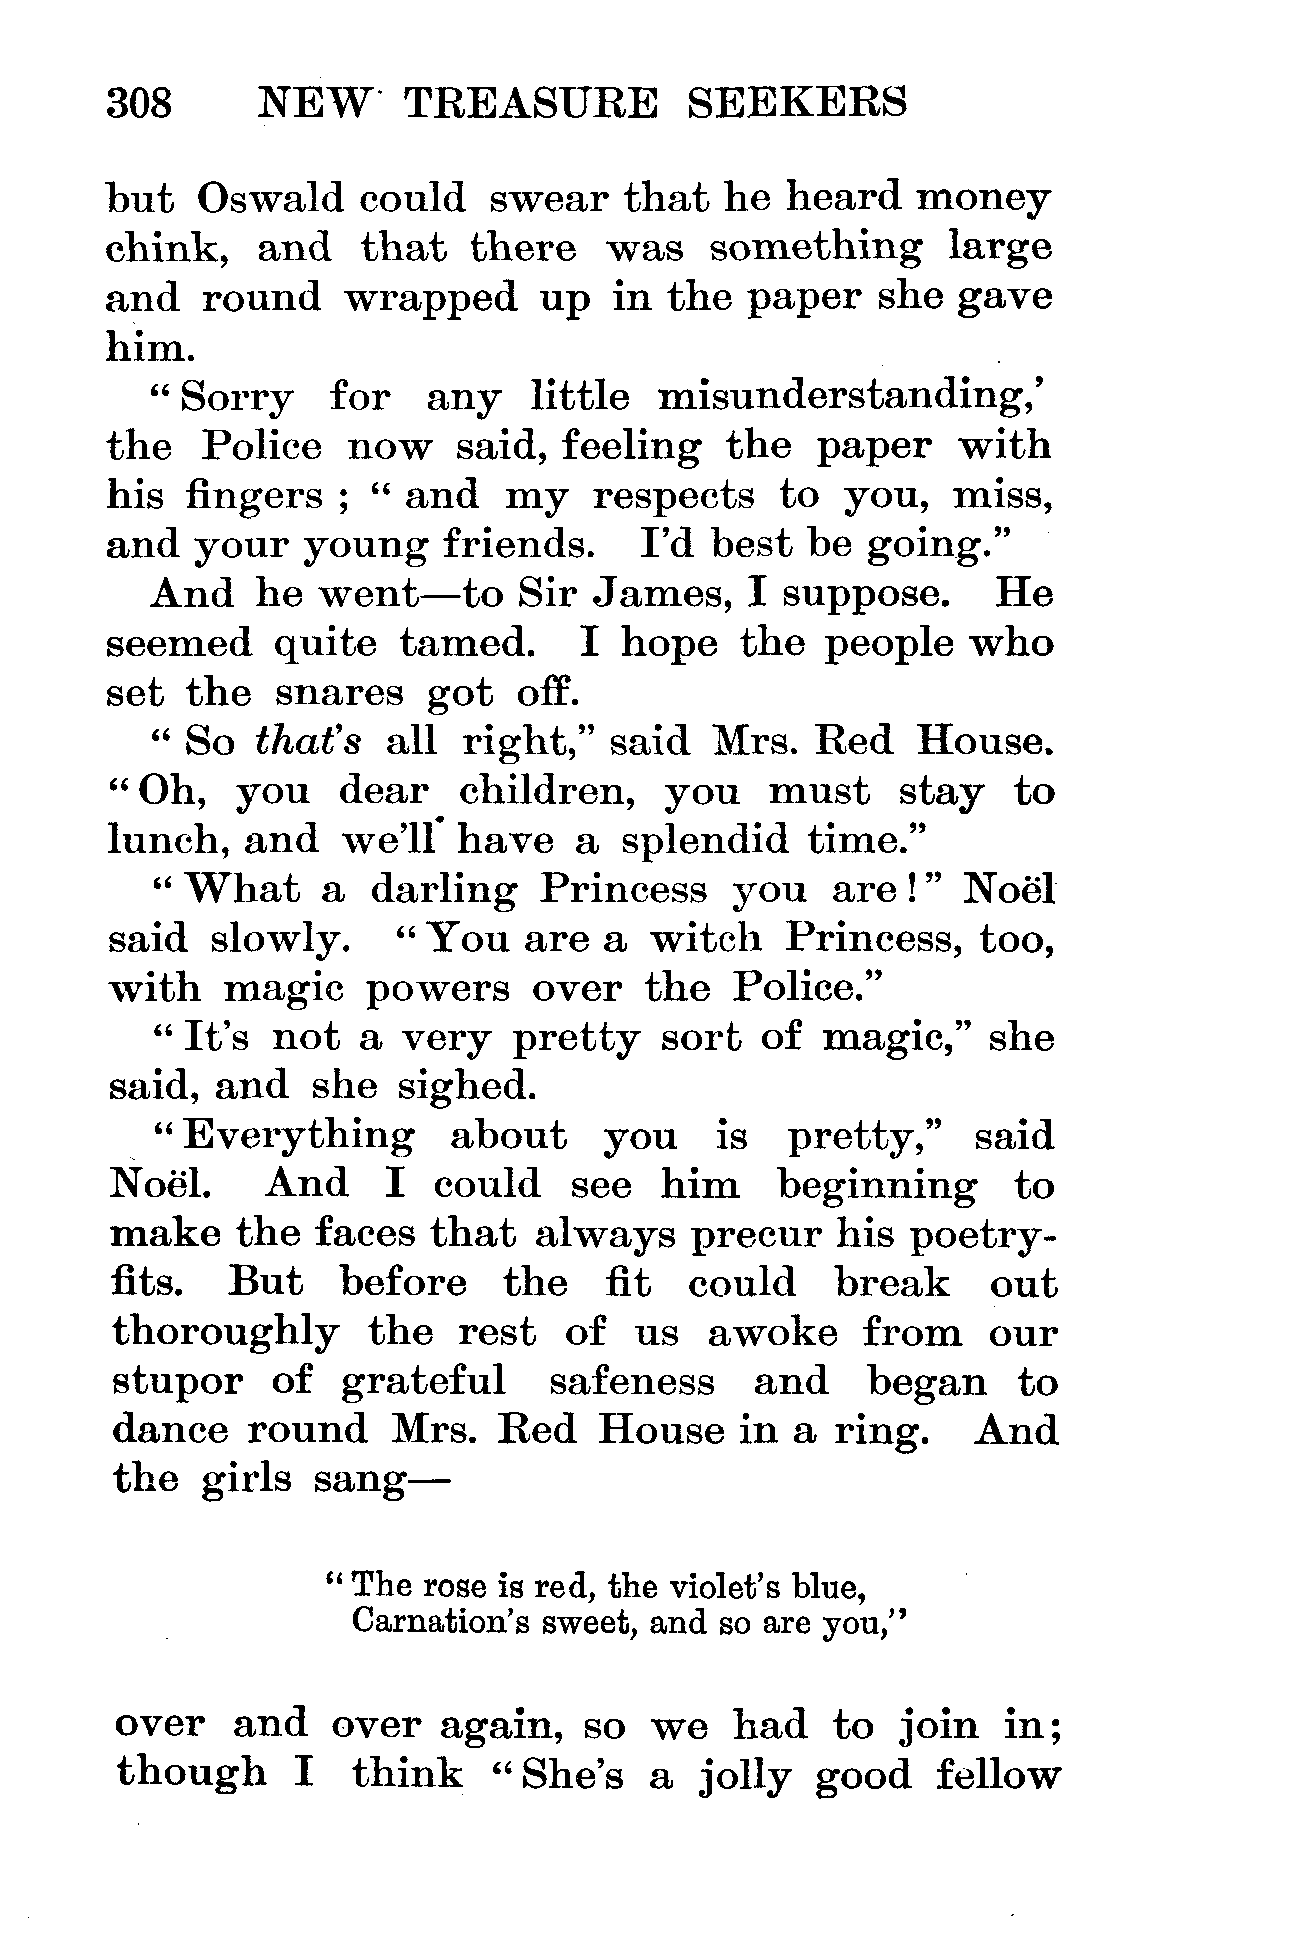 308 NEW TREASURE SEEKERS
but Oswald could swear that he heard money
chink, and that there was something large
and round wrapped up in the paper she gave
him.
“ Sorry for any little misunderstanding,’
the Police now said, feeling the paper with
his fingers ; “ and my respects to you, miss,
and your young friends. I’d best be going.”
And he went—to Sir James, I suppose. He
seemed quite tamed. I hope the people who
set the snares got off.
“ So that’s all right,” said Mrs. Red House.
“ Oh, you dear children, you must stay to
lunch, and we’ll have a splendid time.”
“ What a darling Princess you are ! ” Noël
said slowly. “ You are a witch Princess, too,
with magic powers over the Police.”
“ It’s not a very pretty sort of magic,” she
said, and she sighed.
“ Everything about you is pretty,” said
Noël. And I could see him beginning to
make the faces that always precur his poetry-
fits. But before the fit could break out
thoroughly the rest of us awoke from our
stupor of grateful safeness and began to
dance round Mrs. Red House in a ring. And
the girls sang—
“ The rose is red, the violet’s blue,
Carnation’s sweet, and so are you,”
over and over again, so we had to join in;
though I think “ She’s a jolly good fellow